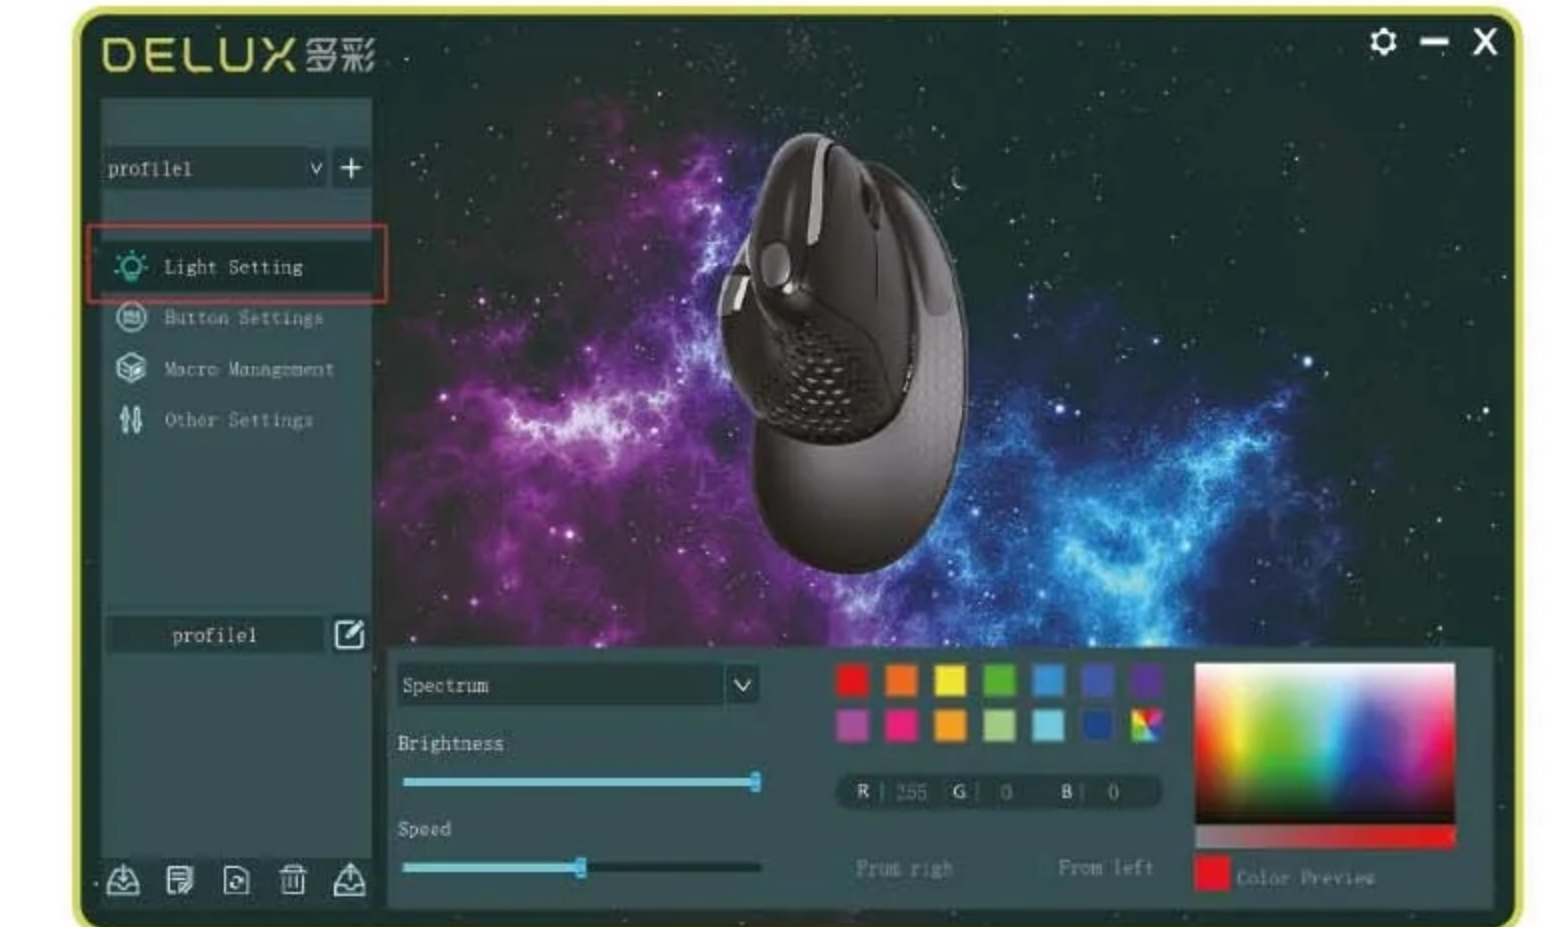 DELUX多彩
X
profile1
Light Setting
Button Settings
Macro Management
Other Settings
profile1
Spectrum
Brightness
Speed
R 255 G 0 B 0
From righ From left
Color Preview